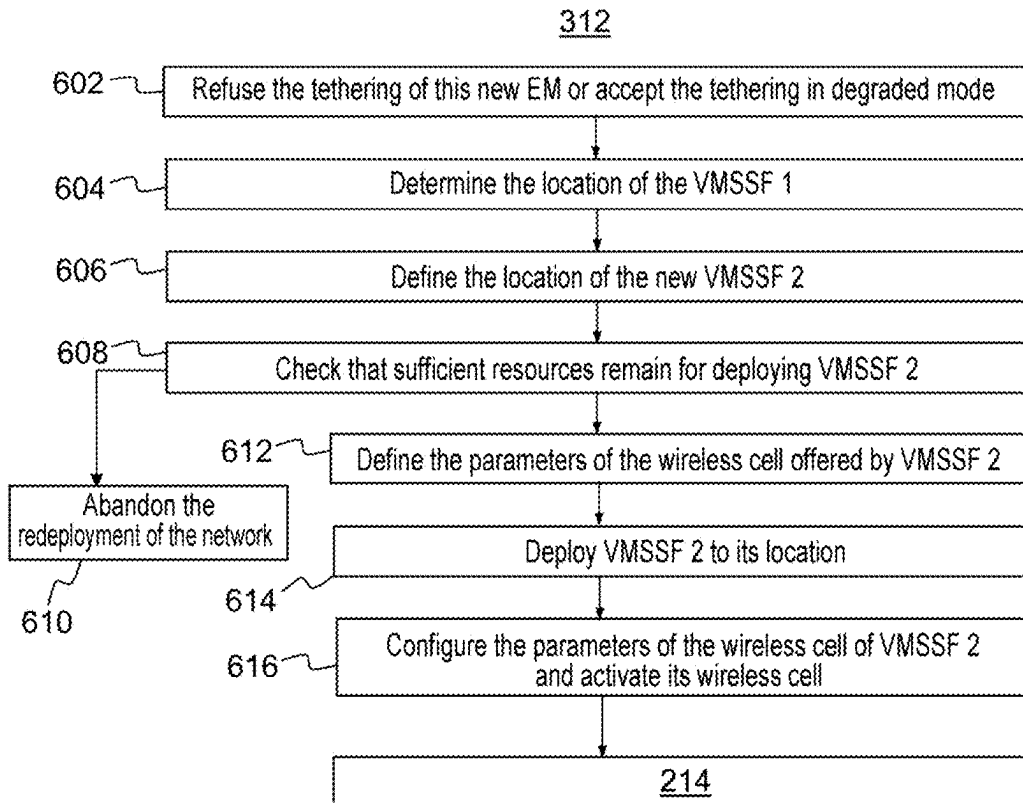 312
602
Refuse the tethering of this new EM or accept the tethering in degraded mode
604
Determine the location of the VMSSF 1
606
Define the location of the new VMSSF 2
608
Check that sufficient resources remain for deploying VMSSF 2
612
Define the parameters of the wireless cell offered by VMSSF 2
Abandon the
redeployment of the network
610
614
Deploy VMSSF 2 to its location
616
Configure the parameters of the wireless cell of VMSSF 2
and activate its wireless cell
214